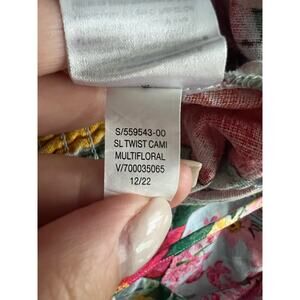 S/559543-00
SL TWIST CAMI
MULTIFLORAL
V/700035065
12/22